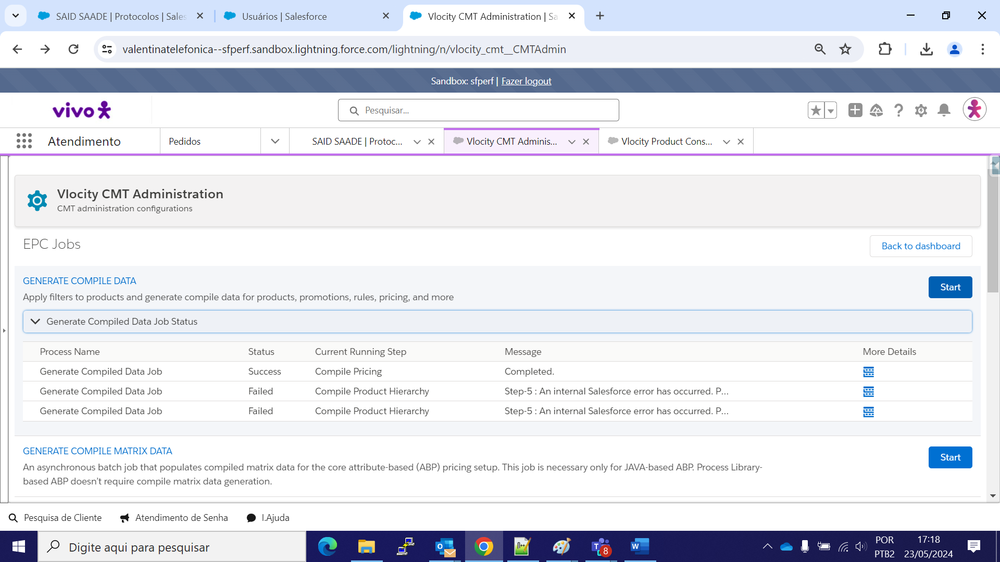 SAID SAADE | Protocolos | Sales
Usuários | Salesforce
Vlocity CMT Administration | Sa
valentinatelefonica--sfperf.sandbox.lightning.force.com/lightning/n/vlocity_cmt__CMTAdmin
Sandbox: sfperf | Fazer logout
vivo
Pesquisar...
Atendimento
Pedidos
SAID SAADE | Protoc...
Vlocity CMT Adminis...
Vlocity Product Cons...
Vlocity CMT Administration
CMT administration configurations
EPC Jobs
Back to dashboard
GENERATE COMPILE DATA
Start
Apply filters to products and generate compile data for products, promotions, rules, pricing, and more
Generate Compiled Data Job Status
Process Name Status Current Running Step Message More Details
Generate Compiled Data Job Success Compile Pricing Completed.
Generate Compiled Data Job Failed Compile Product Hierarchy Step-5 : An internal Salesforce error has occurred. P...
Generate Compiled Data Job Failed Compile Product Hierarchy Step-5 : An internal Salesforce error has occurred. P...
GENERATE COMPILE MATRIX DATA
Start
An asynchronous batch job that populates compiled matrix data for the core attribute-based (ABP) pricing setup. This job is necessary only for JAVA-based ABP. Process Library-
based ABP doesn't require compile matrix data generation.
Pesquisa de Cliente
Atendimento de Senha
I.Ajuda
Digite aqui para pesquisar
8
POR
PTB2
17:18
23/05/2024